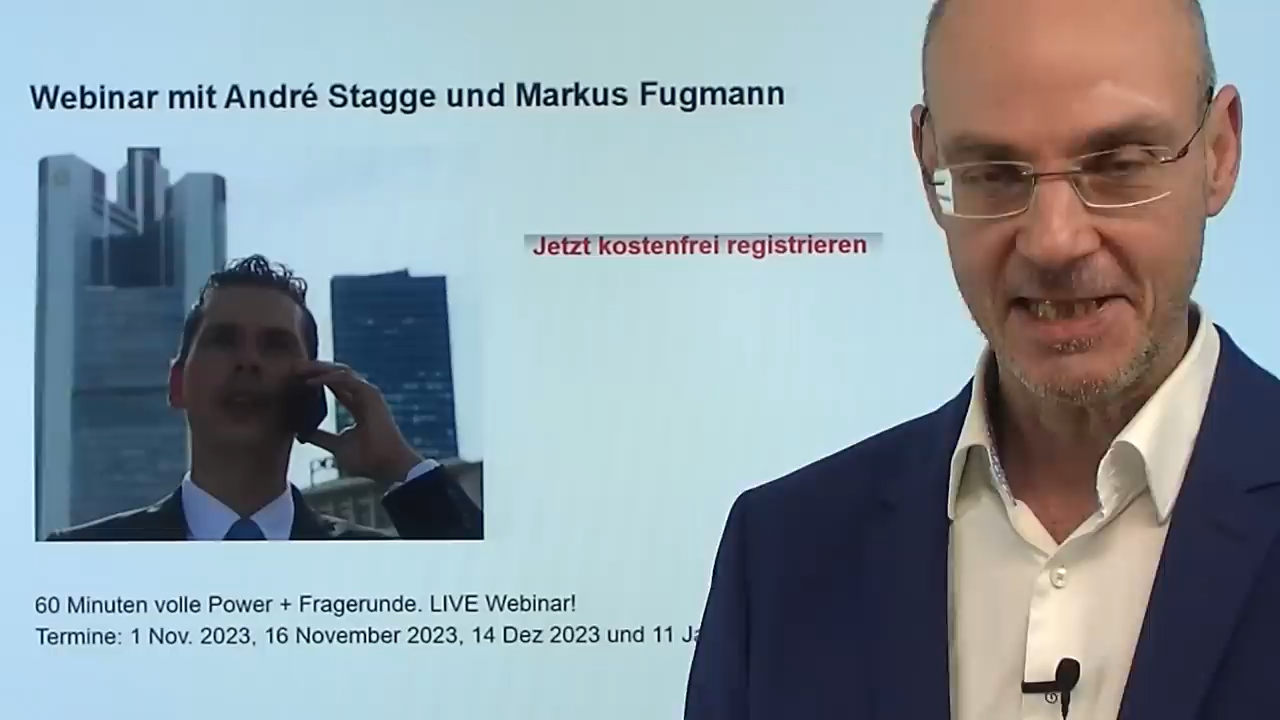 Webinar mit André Stagge und Markus Fugmann
Jetzt kostenfrei registrieren
60 Minuten volle Power + Fragerunde. LIVE Webinar!
Termine: 1 Nov. 2023, 16 November 2023, 14 Dez 2023 und 11